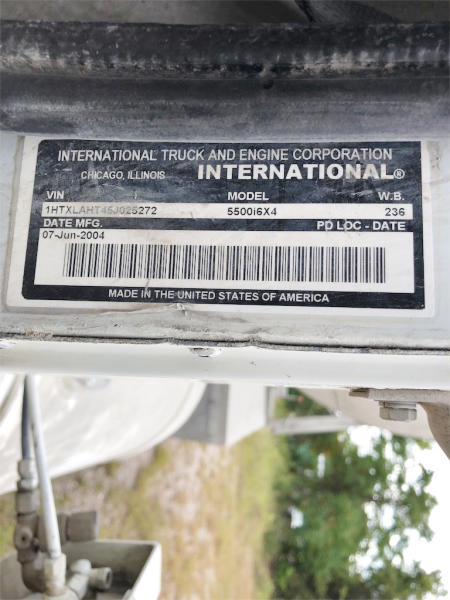 INTERNATIONAL TRUCK AND ENGINE CORPORATION
CHICAGO, ILLINOIS INTERNATIONAL®
VIN MODEL W.B.
1HTXLAHT45J025272 5500i6X4 236
DATE MFG. PD LOC - DATE
07-Jun-2004
MADE IN THE UNITED STATES OF AMERICA